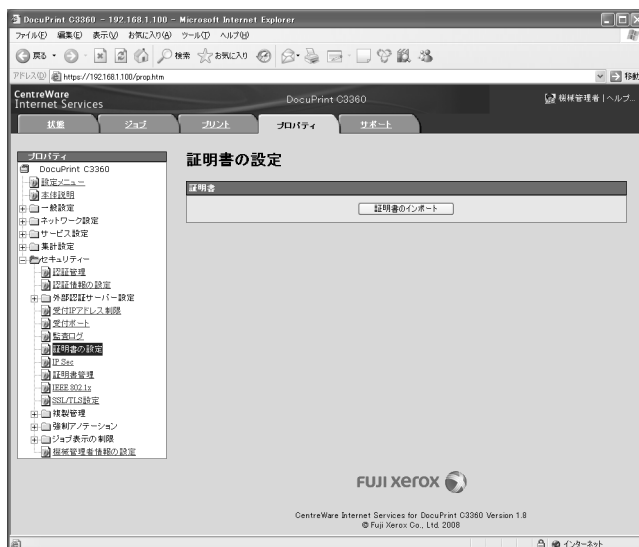 DocuPrint C3360 - 192.168.1.100 - Microsoft Internet Explorer
ファイル(F) 編集(E) 表示(V) お気に入り(A) ツール(T) ヘルプ(H)
戻る 検索 お気に入り
アドレス(D) https://192.168.1.100/prop.htm 移動
CentreWare
Internet Services
DocuPrint C3360
機械管理者 | ヘルプ...
状態 ジョブ プリント プロパティ サポート
プロパティ
DocuPrint C3360
設定メニュー
本体説明
一般設定
ネットワーク設定
サービス設定
集計設定
セキュリティー
認証管理
認証情報の設定
外部認証サーバー設定
受付IPアドレス制限
受付ポート
監査ログ
証明書の設定
IP Sec
証明書管理
IEEE 802.1x
SSL/TLS設定
複製管理
強制アノテーション
ジョブ表示の制限
機械管理者情報の設定
証明書の設定
証明書
証明書のインポート
FUJI XEROX
CentreWare Internet Services for DocuPrint C3360 Version 1.8
© Fuji Xerox Co., Ltd. 2008
インターネット